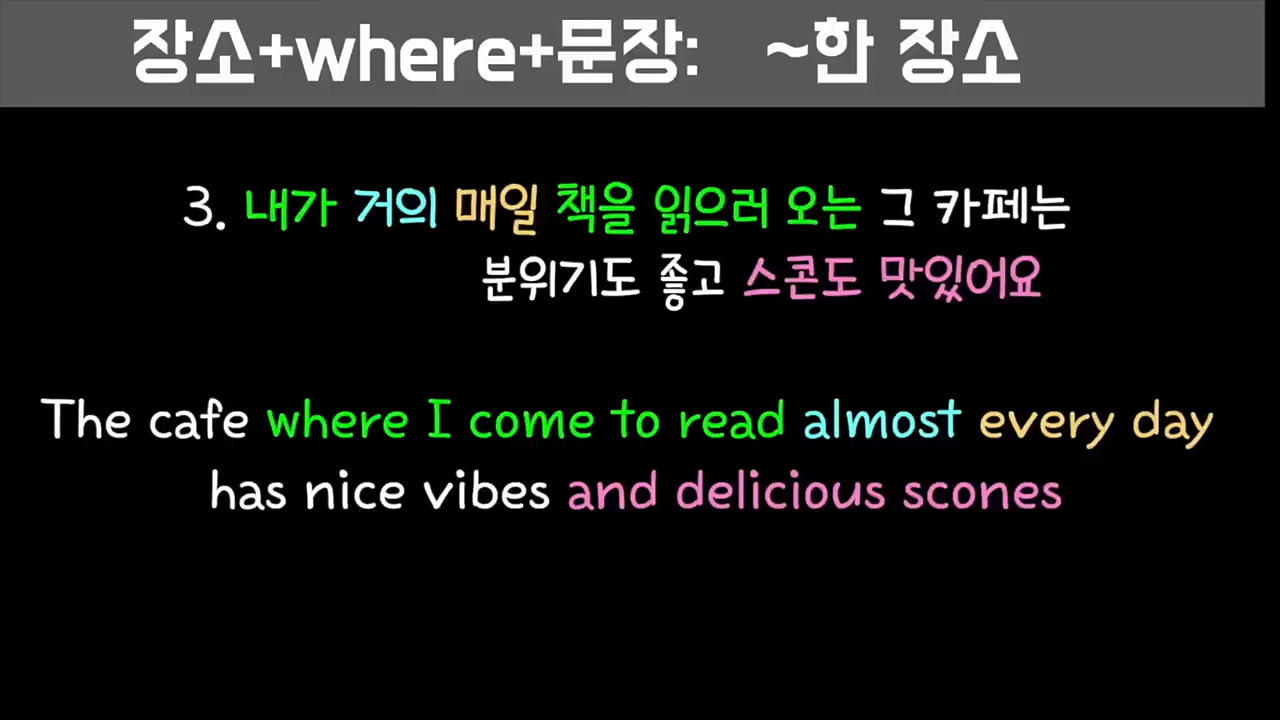 장소+where+문장: ~한 장소
3. 내가 거의 매일 책을 읽으러 오는 그 카페는
분위기도 좋고 스콘도 맛있어요
The cafe where I come to read almost every day
has nice vibes and delicious scones